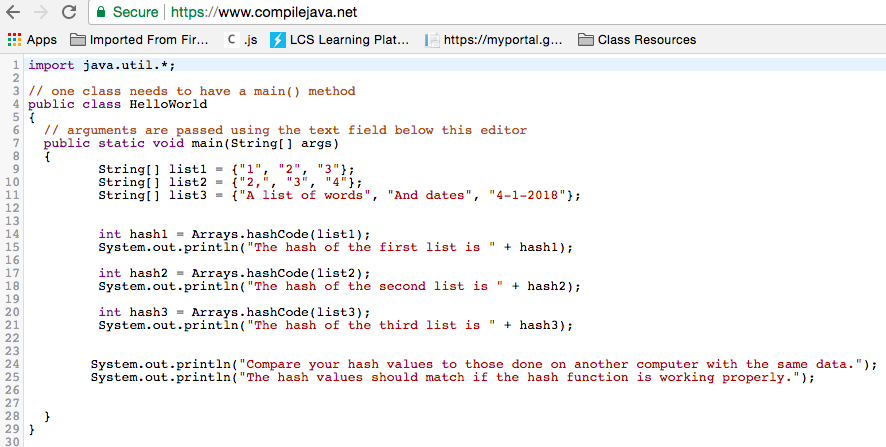 Secure | https://www.compilejava.net
Apps Imported From Fir... C .js LCS Learning Plat... https://myportal.g... Class Resources
1 import java.util.*;
2
3 // one class needs to have a main() method
4 public class HelloWorld
5 {
6 // arguments are passed using the text field below this editor
7 public static void main(String[] args)
8 {
9 String[] list1 = {"1", "2", "3"};
10 String[] list2 = {"2,", "3", "4"};
11 String[] list3 = {"A list of words", "And dates", "4-1-2018"};
12
13
14 int hash1 = Arrays.hashCode(list1);
15 System.out.println("The hash of the first list is " + hash1);
16
17 int hash2 = Arrays.hashCode(list2);
18 System.out.println("The hash of the second list is " + hash2);
19
20 int hash3 = Arrays.hashCode(list3);
21 System.out.println("The hash of the third list is " + hash3);
22
23
24 System.out.println("Compare your hash values to those done on another computer with the same data.");
25 System.out.println("The hash values should match if the hash function is working properly.");
26
27
28 }
29 }
30